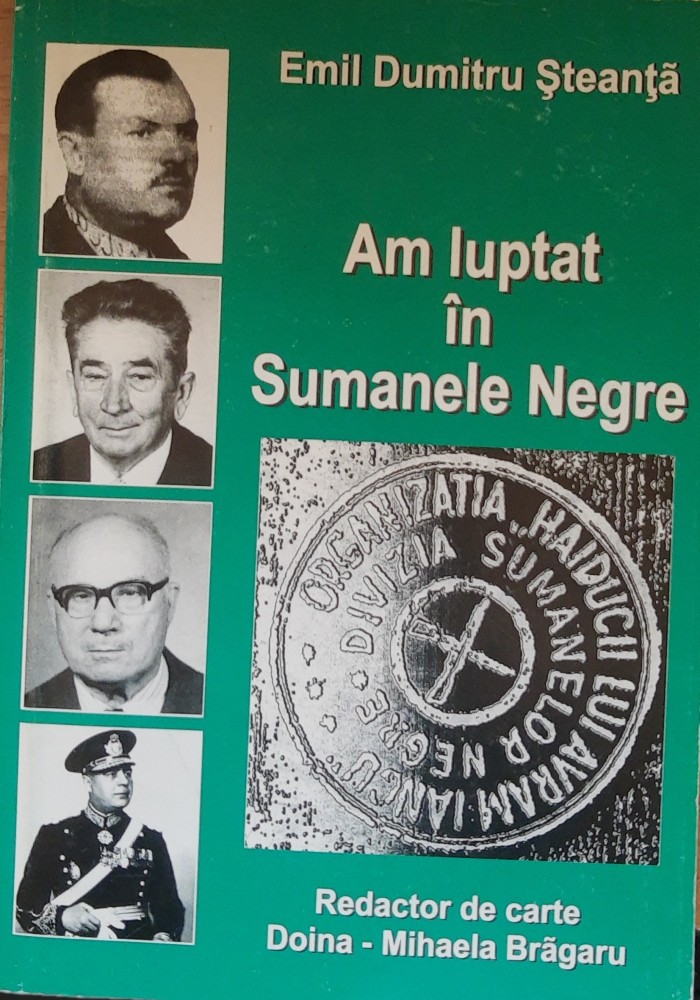 Emil Dumitru Şteanţă
Am luptat
în
Sumanele Negre
ORGANIZATIA „HAIDUCII LUI AVRAM IANCU"
DIVIZIA SUMANELOR NEGRE
Redactor de carte
Doina - Mihaela Brăgaru